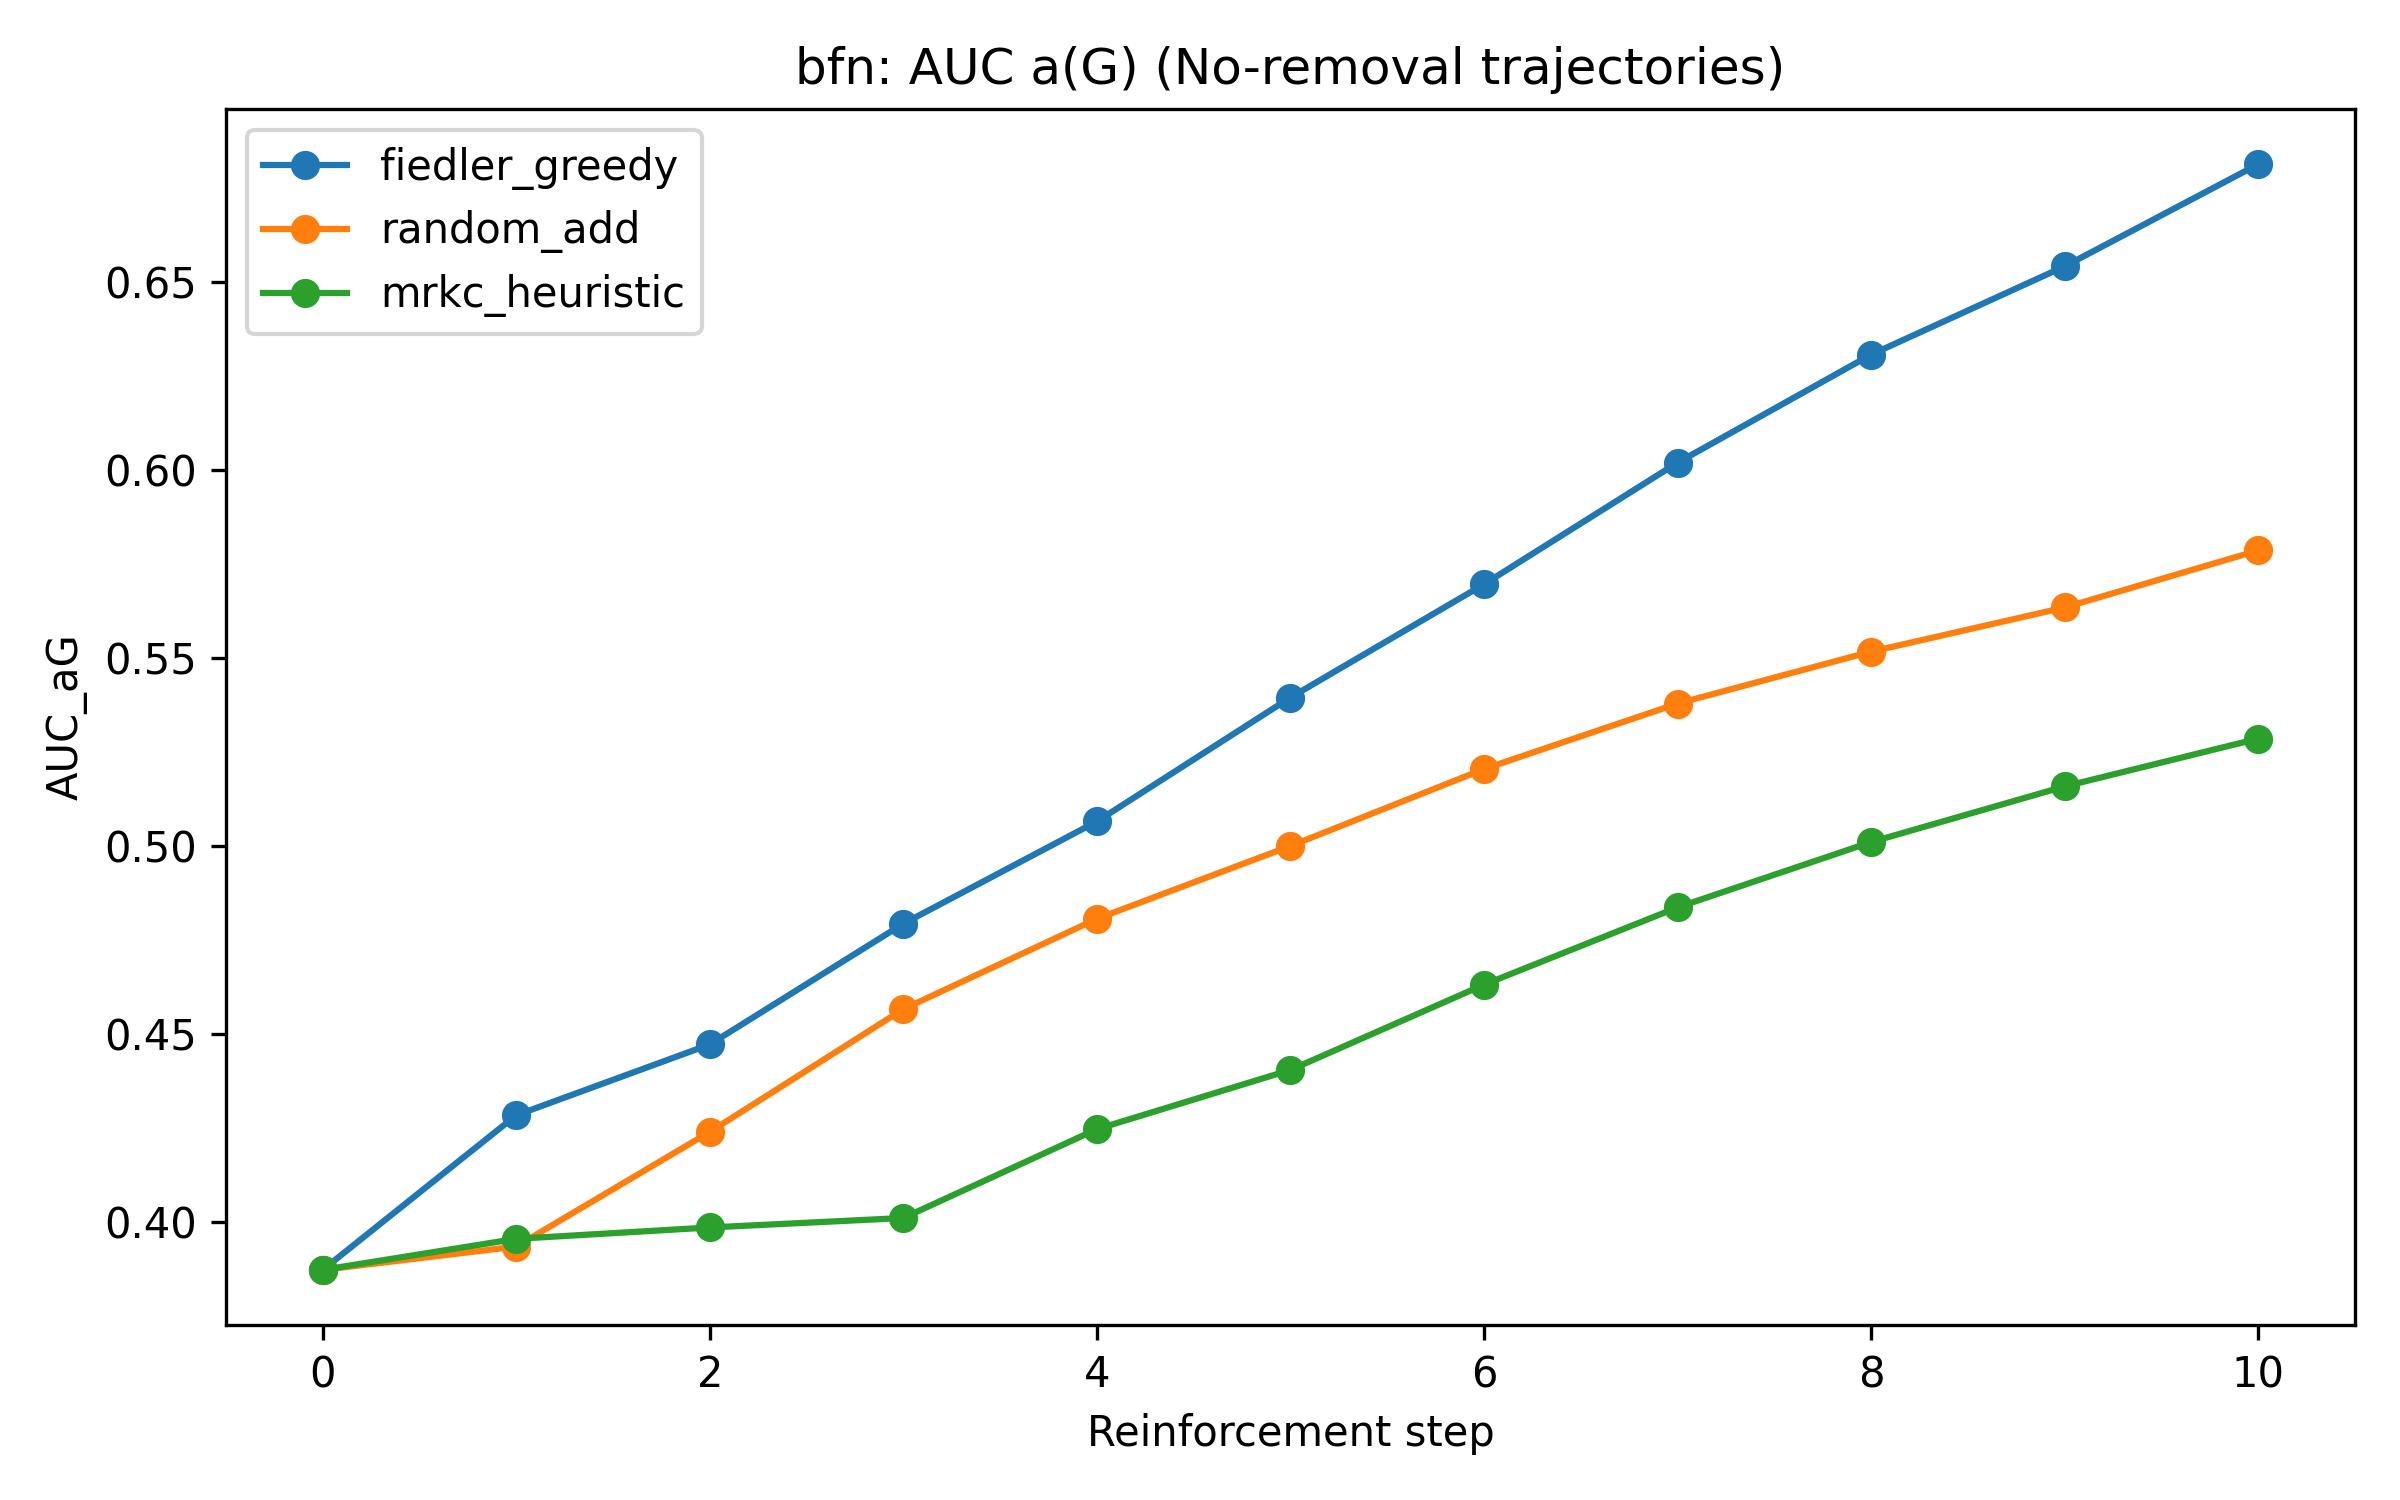 bfn: AUC a(G) (No-removal trajectories)
fiedler_greedy
random_add
mrkc_heuristic
AUC_aG
0.65
0.60
0.55
0.50
0.45
0.40
0 2 4 6 8 10
Reinforcement step